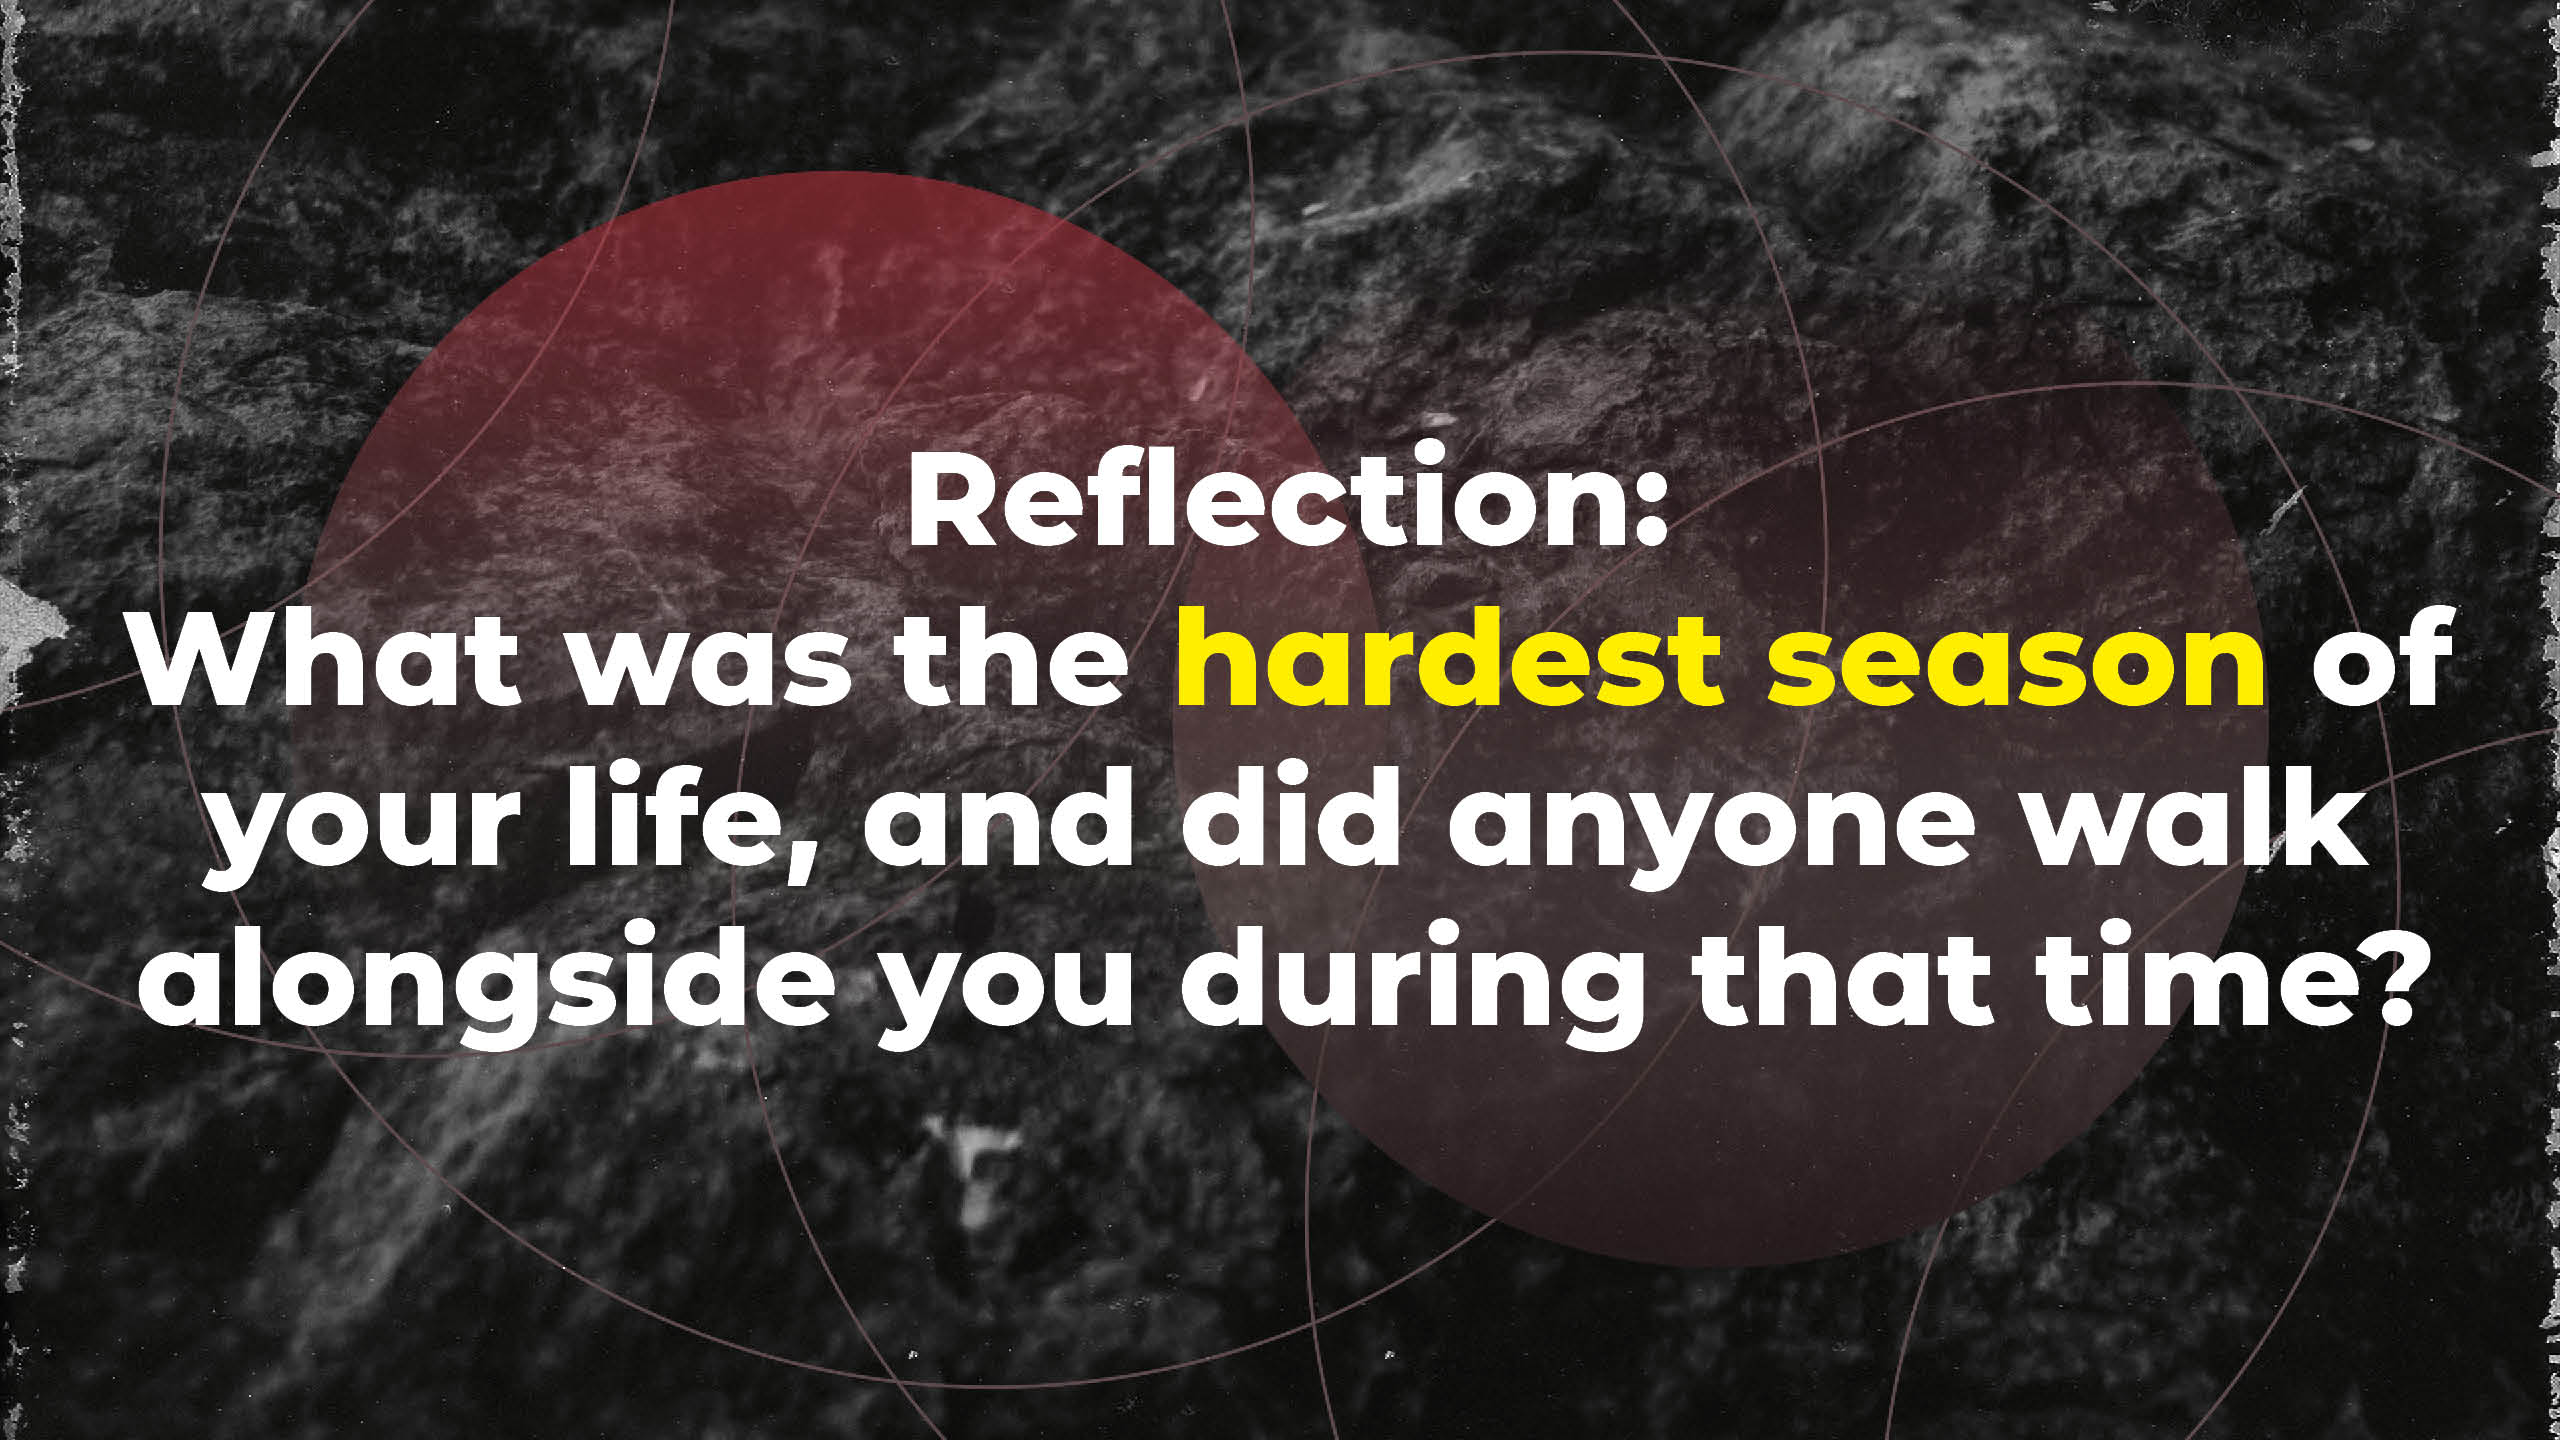 Reflection:
What was the hardest season of
your life, and did anyone walk
alongside you during that time?